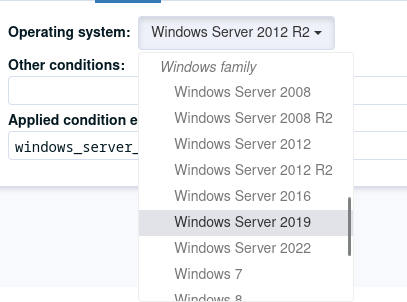 Operating system:
Windows Server 2012 R2
Windows family
Other conditions:
Windows Server 2008
Windows Server 2008 R2
Applied condition e
Windows Server 2012
windows_server_
Windows Server 2012 R2
Windows Server 2016
Windows Server 2019
Windows Server 2022
Windows 7
Windows 8